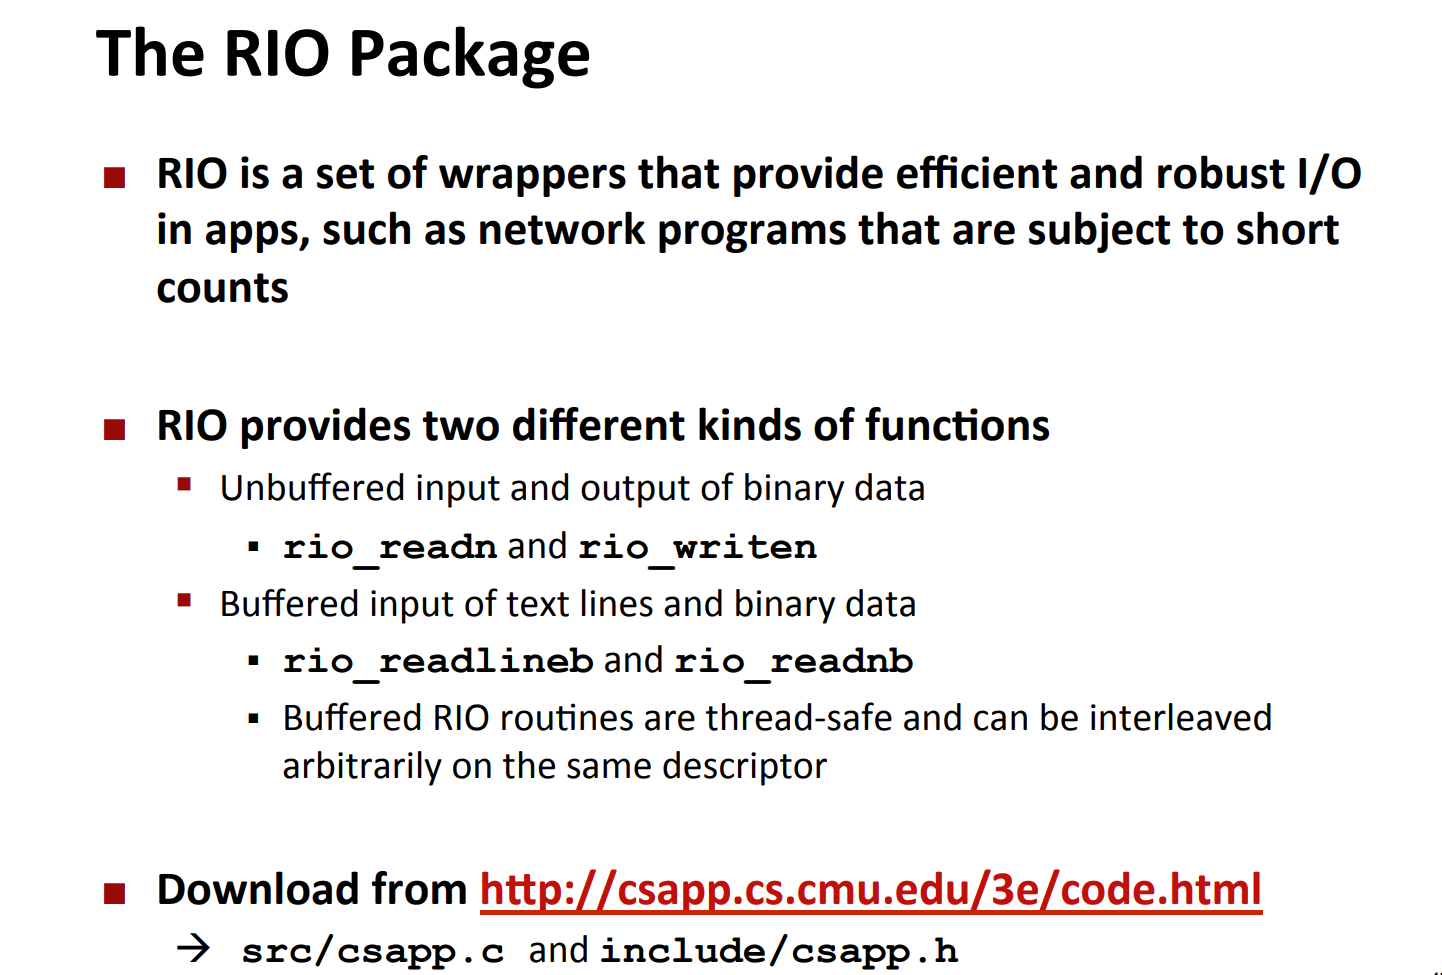 The RIO Package
RIO is a set of wrappers that provide efficient and robust I/O
in apps, such as network programs that are subject to short
counts
RIO provides two different kinds of functions
Unbuffered input and output of binary data
rio_readn and rio_writen
Buffered input of text lines and binary data
rio_readlineb and rio_readnb
Buffered RIO routines are thread-safe and can be interleaved
arbitrarily on the same descriptor
Download from http://csapp.cs.cmu.edu/3e/code.html
→ src/csapp.c and include/csapp.h